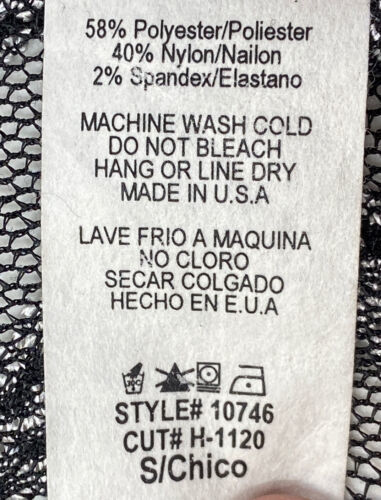 58% Polyester/Poliester
40% Nylon/Nailon
2% Spandex/Elastano
MACHINE WASH COLD
DO NOT BLEACH
HANG OR LINE DRY
MADE IN U.S.A
LAVE FRIO A MAQUINA
NO CLORO
SECAR COLGADO
HECHO EN E.U.A
STYLE# 10746
CUT# H-1120
S/Chico